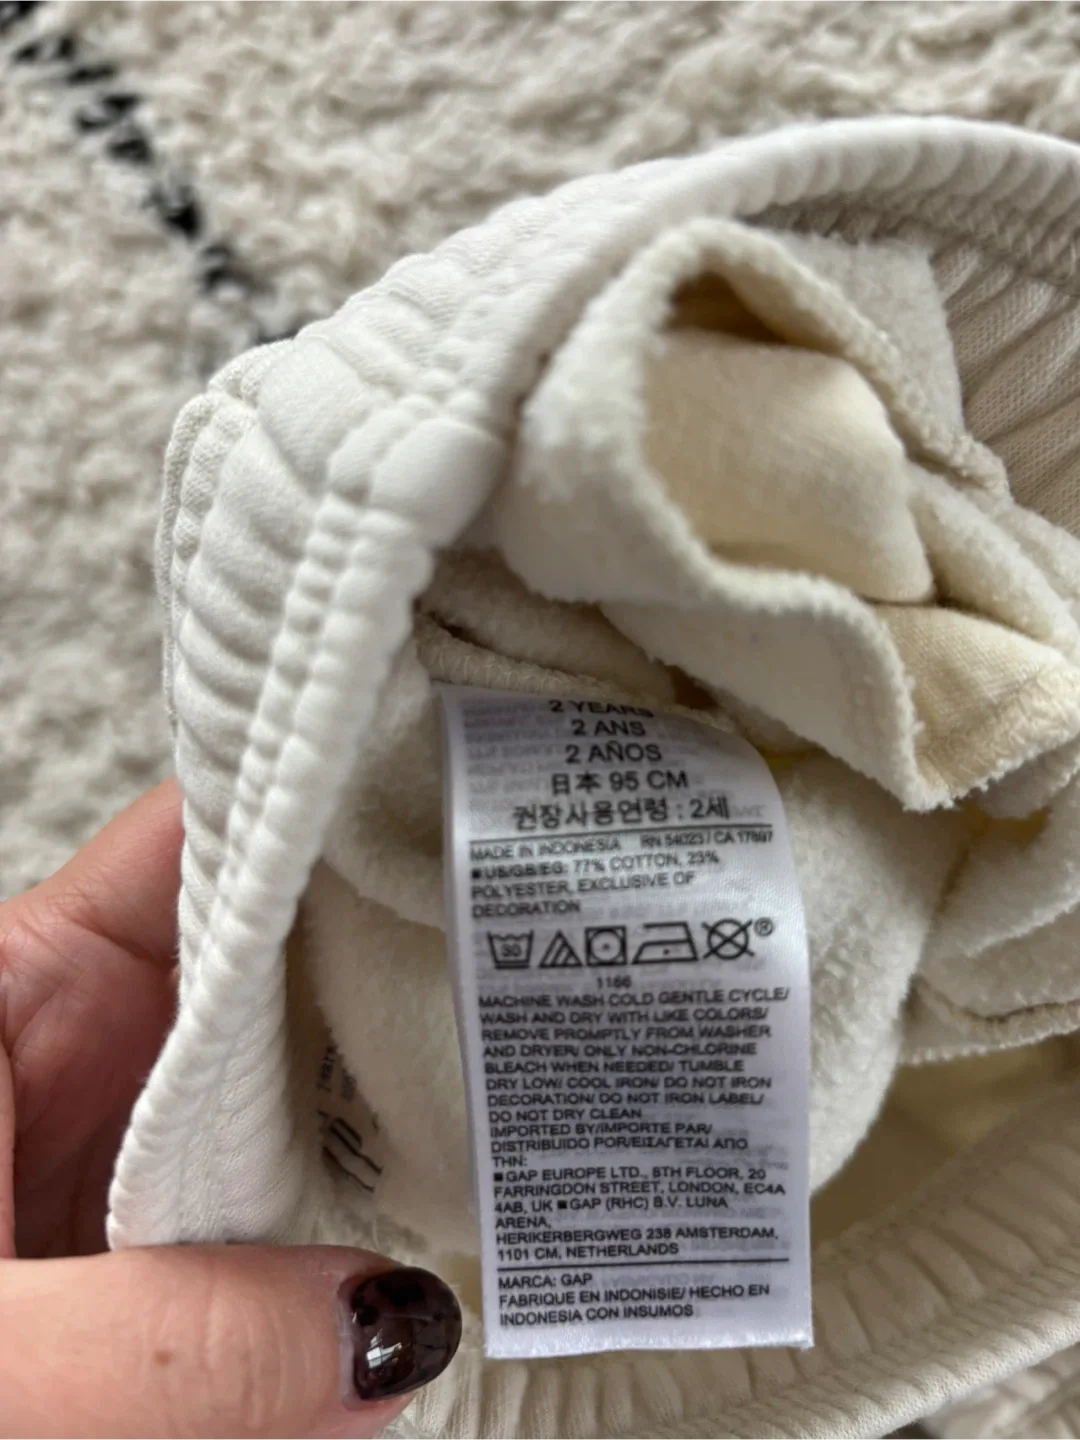 2 YEARS
2 ANS
2 AÑOS
日本 95 CM
권장사용연령 : 2세
MADE IN INDONESIA RN 54023 / CA 17897
■US/GB/EG: 77% COTTON, 23%
POLYESTER, EXCLUSIVE OF
DECORATION
30 ®
1166
MACHINE WASH COLD GENTLE CYCLE/
WASH AND DRY WITH LIKE COLORS/
REMOVE PROMPTLY FROM WASHER
AND DRYER/ ONLY NON-CHLORINE
BLEACH WHEN NEEDED/ TUMBLE
DRY LOW/ COOL IRON/ DO NOT IRON
DECORATION/ DO NOT IRON LABEL/
DO NOT DRY CLEAN
IMPORTED BY/IMPORTE PAR/
DISTRIBUIDO POR/ΕΙΣΑΓΕΤΑΙ ΑΠΟ
ΤΗΝ:
■GAP EUROPE LTD., 8TH FLOOR, 20
FARRINGDON STREET, LONDON, EC4A
4AB, UK ■GAP (RHC) B.V. LUNA
ARENA,
HERIKERBERGWEG 238 AMSTERDAM,
1101 CM, NETHERLANDS
MARCA: GAP
FABRIQUE EN INDONISIE/ HECHO EN
INDONESIA CON INSUMOS